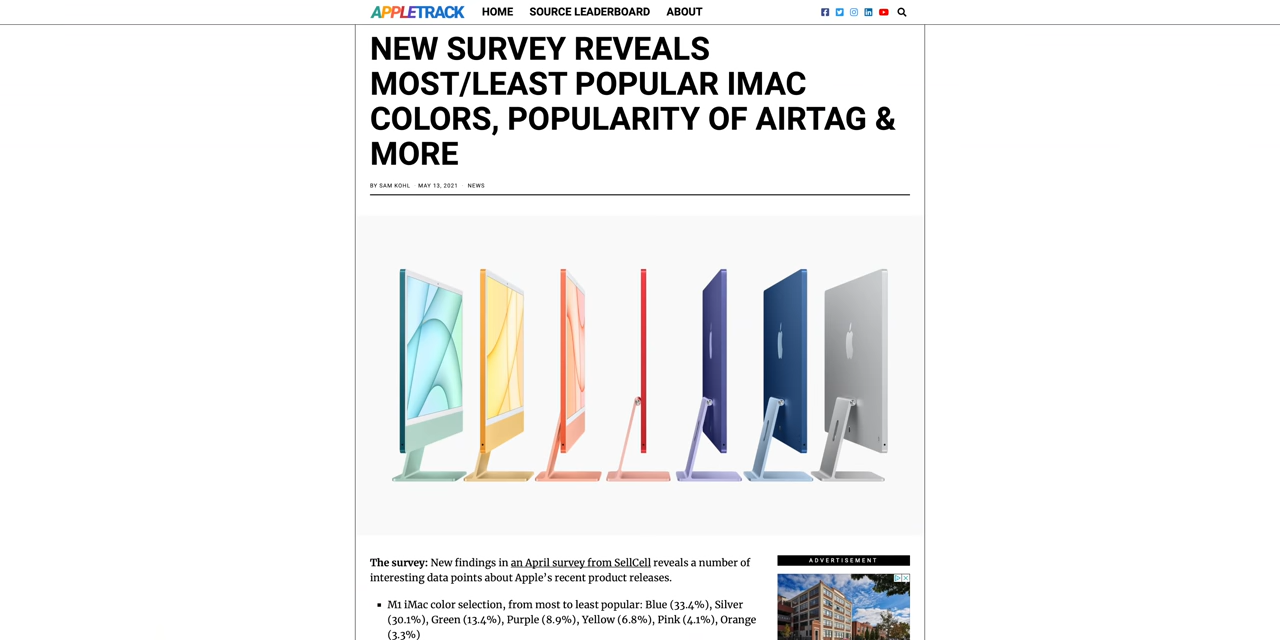 APPLETRACK HOME SOURCE LEADERBOARD ABOUT
NEW SURVEY REVEALS
MOST/LEAST POPULAR IMAC
COLORS, POPULARITY OF AIRTAG &
MORE
BY SAM KOHL MAY 13, 2021 NEWS
The survey: New findings in an April survey from SellCell reveals a number of
interesting data points about Apple’s recent product releases.
M1 iMac color selection, from most to least popular: Blue (33.4%), Silver
(30.1%), Green (13.4%), Purple (8.9%), Yellow (6.8%), Pink (4.1%), Orange
(3.3%)
ADVERTISEMENT